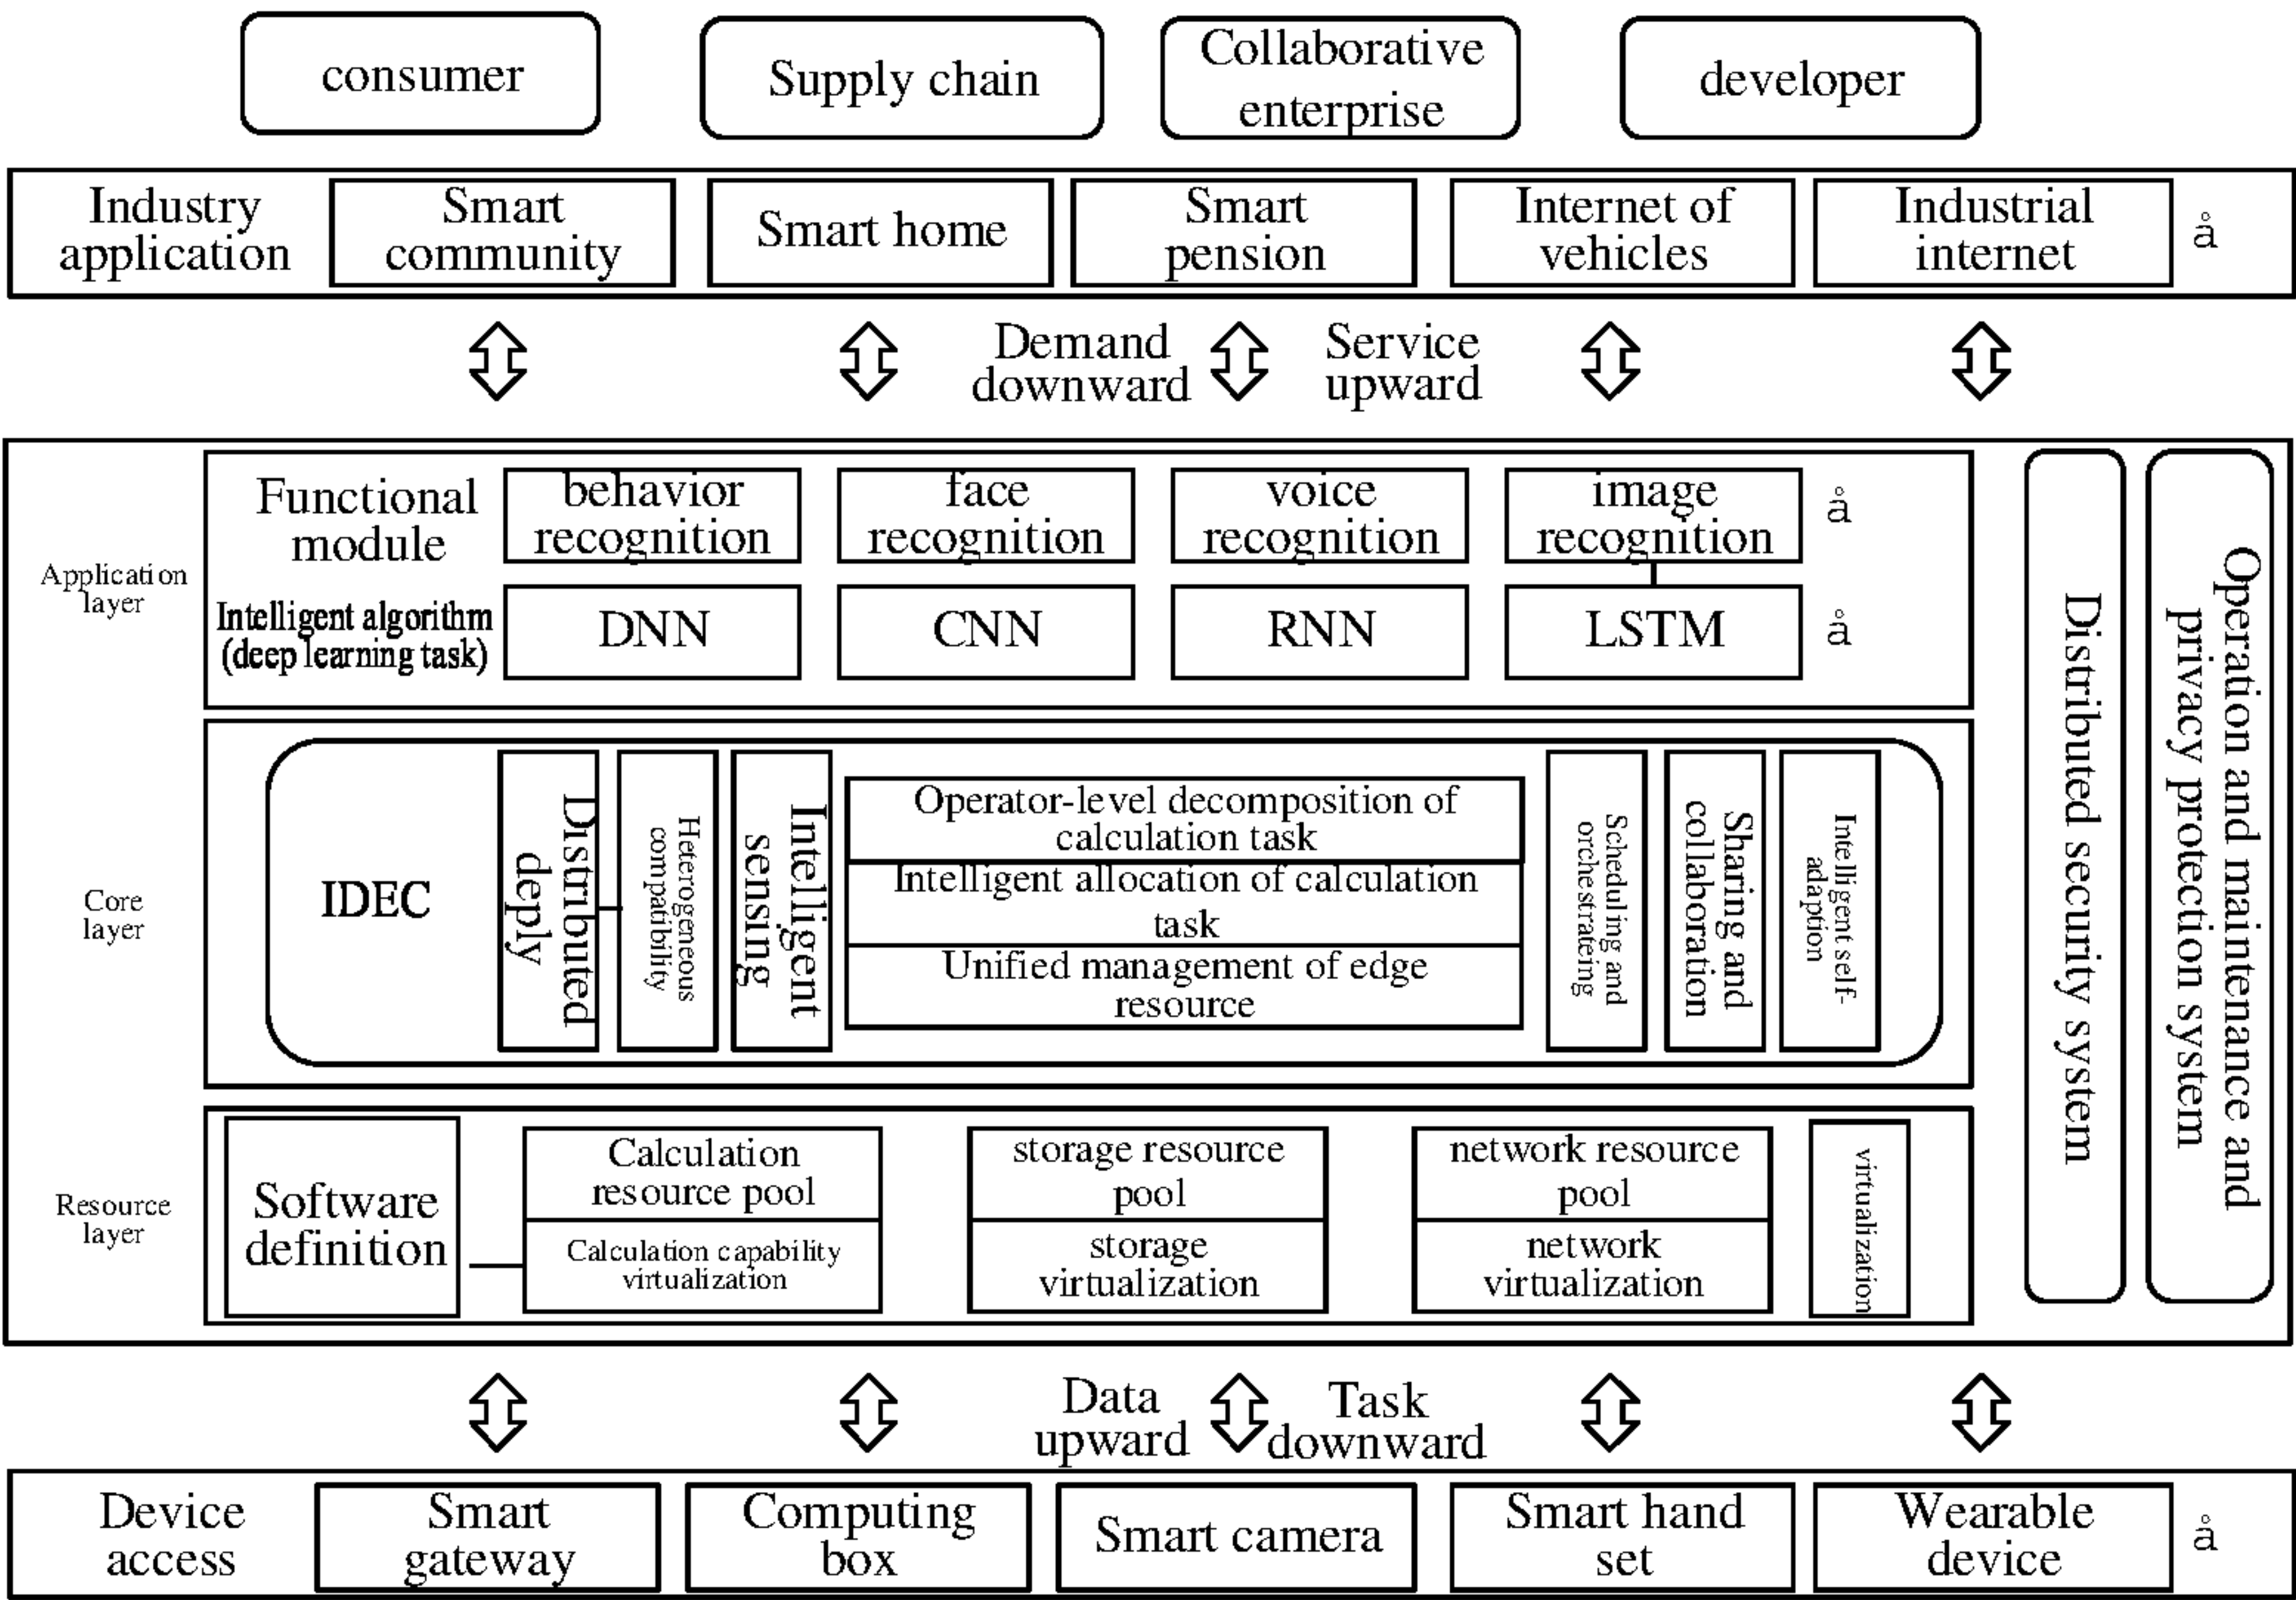 consumer
Supply chain
Collaborative
enterprise
developer
Industry
application
Smart
community
Smart home
Smart
pension
Internet of
vehicles
Industrial
internet
å
Demand
downward
Service
upward
Application
layer
Functional
module
behavior
recognition
face
recognition
voice
recognition
image
recognition
å
Intelligent algorithm
(deep learning task)
DNN
CNN
RNN
LSTM
å
Core
layer
IDEC
Distributed
deply
Heterogeneous
compatibility
Intelligent
sensing
Operator-level decomposition of
calculation task
Intelligent allocation of calculation
task
Unified management of edge
resource
Scheduling and
orchestrateing
Sharing and
collaboration
Intelligent self-
adaption
Resource
layer
Software
definition
Calculation
resource pool
Calculation capability
virtualization
storage resource
pool
storage
virtualization
network resource
pool
network
virtualization
virtualization
Distributed security system
Operation and maintenance and
privacy protection system
Data
upward
Task
downward
Device
access
Smart
gateway
Computing
box
Smart camera
Smart hand
set
Wearable
device
å